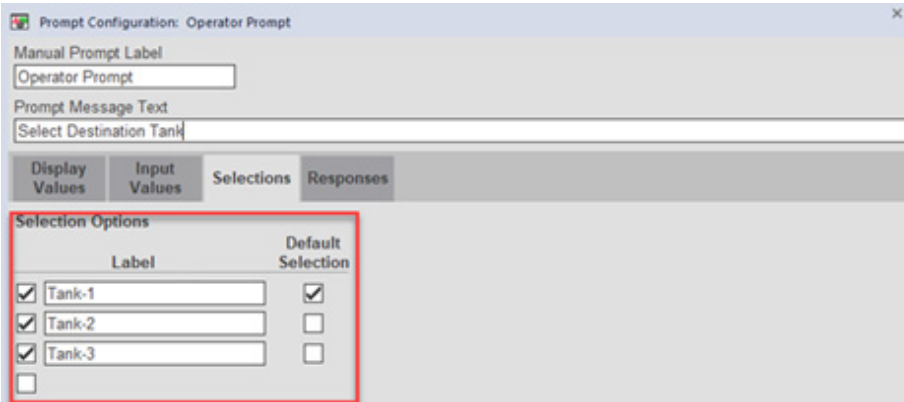 Prompt Configuration: Operator Prompt
Manual Prompt Label
Operator Prompt
Prompt Message Text
Select Destination Tank
Display Values
Input Values
Selections
Responses
Selection Options
Label
Default Selection
Tank-1
Tank-2
Tank-3